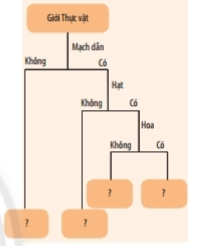 Giới Thực vật
Mạch dẫn
Không
Có
Hạt
Không
Có
Hoa
Không
Có
?
?
?
?